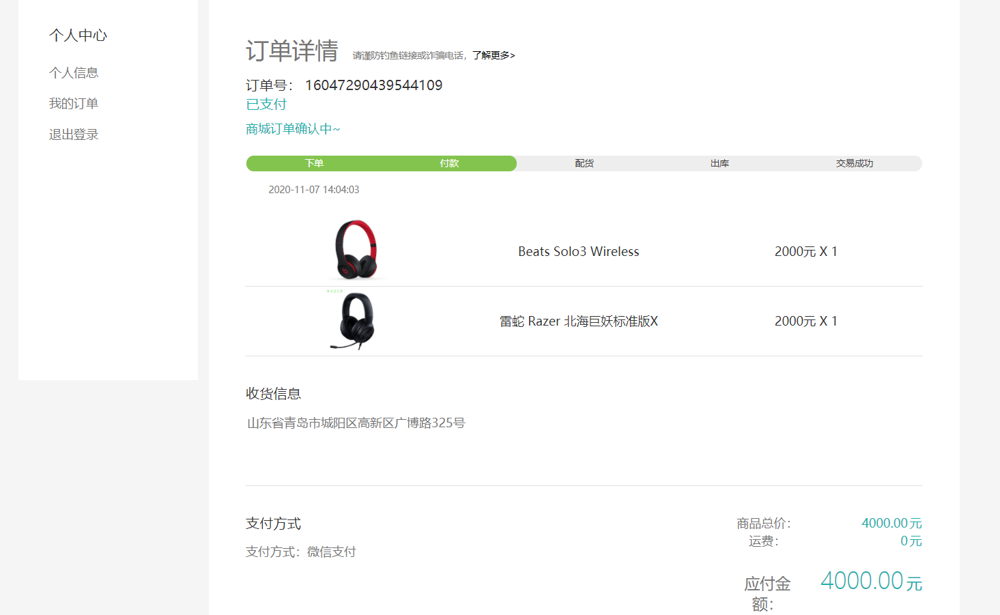 个人中心
个人信息
我的订单
退出登录
订单详情 请谨防钓鱼链接或诈骗电话，了解更多>
订单号： 16047290439544109
已支付
商城订单确认中~
下单 付款 配货 出库 交易成功
2020-11-07 14:04:03
Beats Solo3 Wireless 2000元 X 1
RAZER
雷蛇 Razer 北海巨妖标准版X 2000元 X 1
收货信息
山东省青岛市城阳区高新区广博路325号
支付方式
支付方式：微信支付
商品总价： 4000.00元
运费： 0元
应付金额： 4000.00元